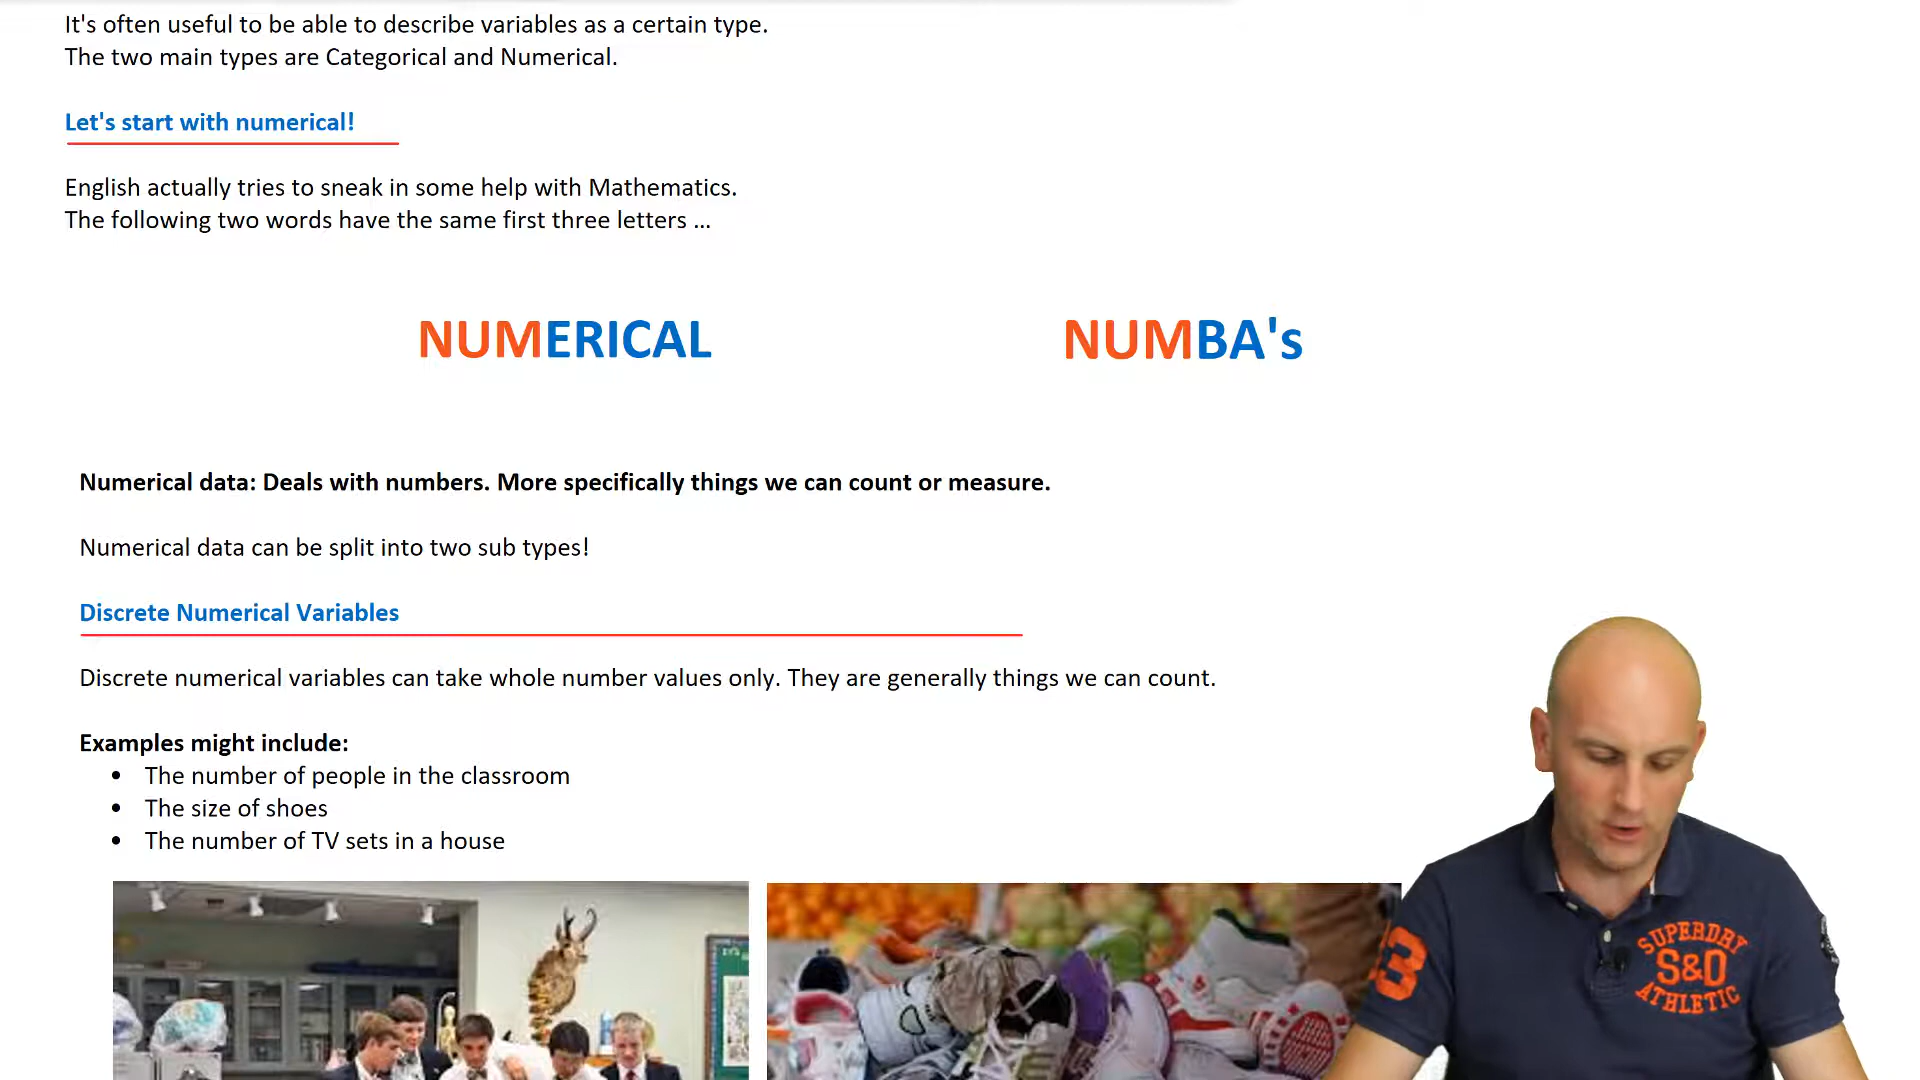 It's often useful to be able to describe variables as a certain type.
The two main types are Categorical and Numerical.
Let's start with numerical!
English actually tries to sneak in some help with Mathematics.
The following two words have the same first three letters ...
NUMERICAL
NUMBA's
Numerical data: Deals with numbers. More specifically things we can count or measure.
Numerical data can be split into two sub types!
Discrete Numerical Variables
Discrete numerical variables can take whole number values only. They are generally things we can count.
Examples might include:
• The number of people in the classroom
• The size of shoes
• The number of TV sets in a house
3
SUPERDRY
S&D
ATHLETIC